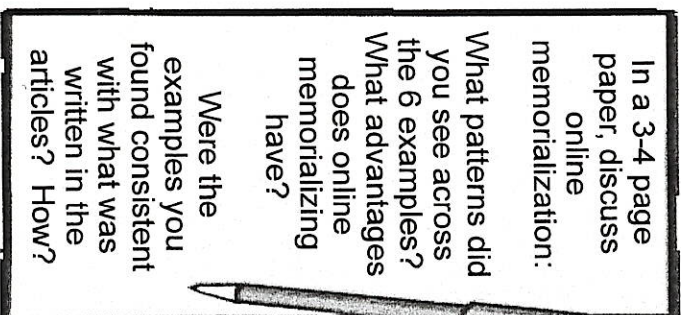 In a 3-4 page
paper, discuss
online
memorialization:
What patterns did
you see across
the 6 examples?
What advantages
does online
memorializing
have?
Were the
examples you
found consistent
with what was
written in the
articles? How?